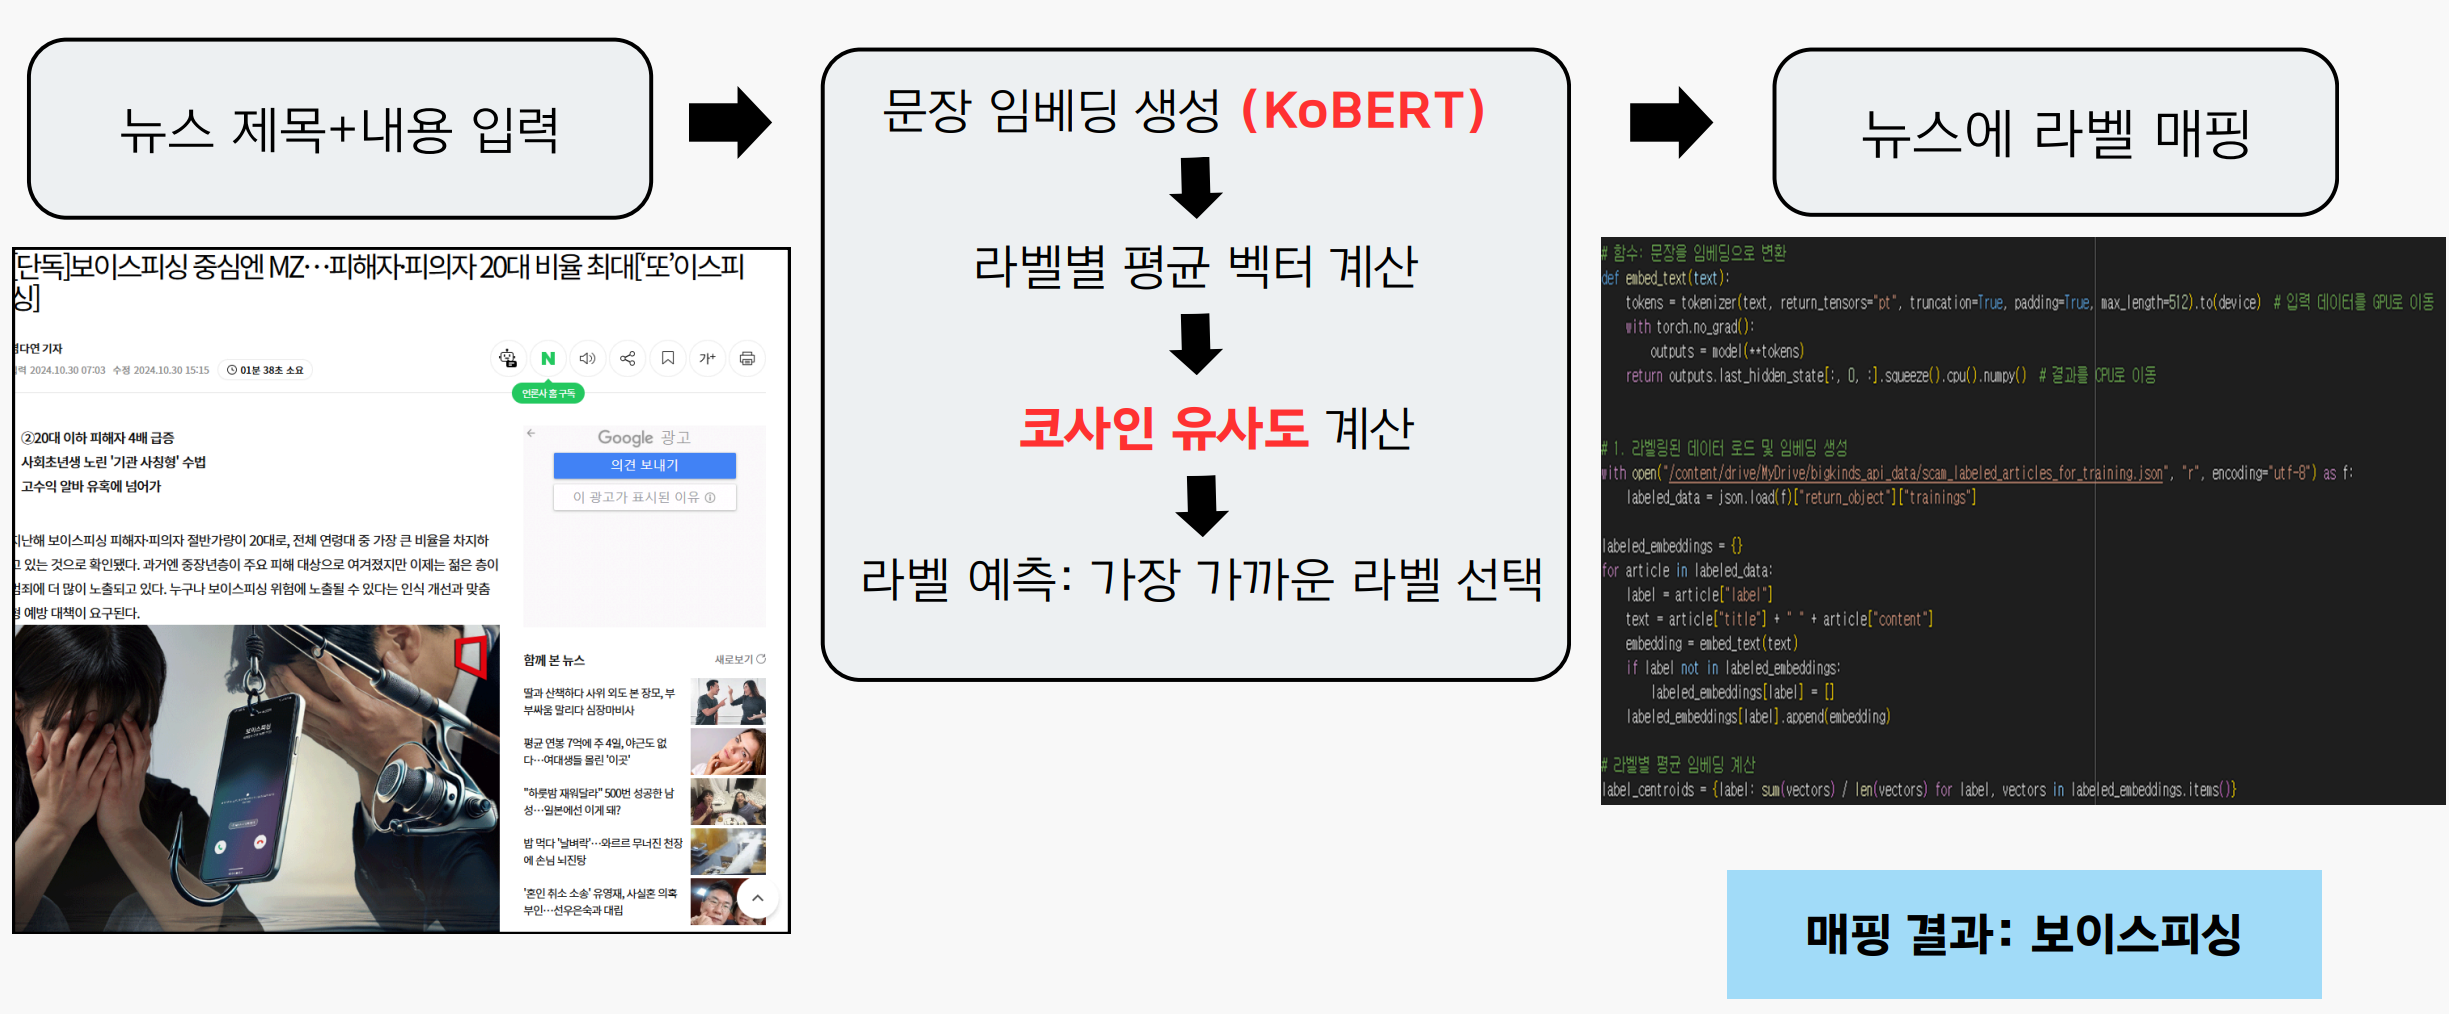 뉴스 제목+내용 입력
[단독]보이스피싱 중심엔 MZ…피해자·피의자 20대 비율 최대['또'이스피
싱]
다연 기자
2024.10.30 07:03 수정 2024.10.30 15:15 01분 38초 소요
N
가+
언론사 홈 구독
②20대 이하 피해자 4배 급증
사회초년생 노린 '기관 사칭형' 수법
고수익 알바 유혹에 넘어가
지난해 보이스피싱 피해자·피의자 절반가량이 20대로, 전체 연령대 중 가장 큰 비율을 차지하
고 있는 것으로 확인됐다. 과거엔 중장년층이 주요 피해 대상으로 여겨졌지만 이제는 젊은 층이
범죄에 더 많이 노출되고 있다. 누구나 보이스피싱 위험에 노출될 수 있다는 인식 개선과 맞춤
형 예방 대책이 요구된다.
보이스피싱
Google 광고
의견 보내기
이 광고가 표시된 이유
함께 본 뉴스 새로보기
딸과 산책하다 사위 외도 본 장모, 부
부싸움 말리다 심장마비사
평균 연봉 7억에 주 4일, 야근도 없
다…여대생들 몰린 '이곳'
"하룻밤 재워달라" 500번 성공한 남
성…일본에선 이게 돼?
밥 먹다 '날벼락'…와르르 무너진 천장
에 손님 뇌진탕
'혼인 취소 소송' 유영재, 사실혼 의혹
부인…선우은숙과 대립
문장 임베딩 생성 (KoBERT)
라벨별 평균 벡터 계산
코사인 유사도 계산
라벨 예측: 가장 가까운 라벨 선택
뉴스에 라벨 매핑
# 함수: 문장을 임베딩으로 변환
def embed_text(text):
tokens = tokenizer(text, return_tensors="pt", truncation=True, padding=True, max_length=512).to(device) # 입력 데이터를 GPU로 이동
with torch.no_grad():
outputs = model(**tokens)
return outputs.last_hidden_state[:, 0, :].squeeze().cpu().numpy() # 결과를 CPU로 이동
# 1. 라벨링된 데이터 로드 및 임베딩 생성
with open("/content/drive/MyDrive/bigkinds_api_data/scam_labeled_articles_for_training.json", "r", encoding="utf-8") as f:
labeled_data = json.load(f)["return_object"]["trainings"]
labeled_embeddings = {}
for article in labeled_data:
label = article["label"]
text = article["title"] + " " + article["content"]
embedding = embed_text(text)
if label not in labeled_embeddings:
labeled_embeddings[label] = []
labeled_embeddings[label].append(embedding)
# 라벨별 평균 임베딩 계산
label_centroids = {label: sum(vectors) / len(vectors) for label, vectors in labeled_embeddings.items()}
매핑 결과: 보이스피싱